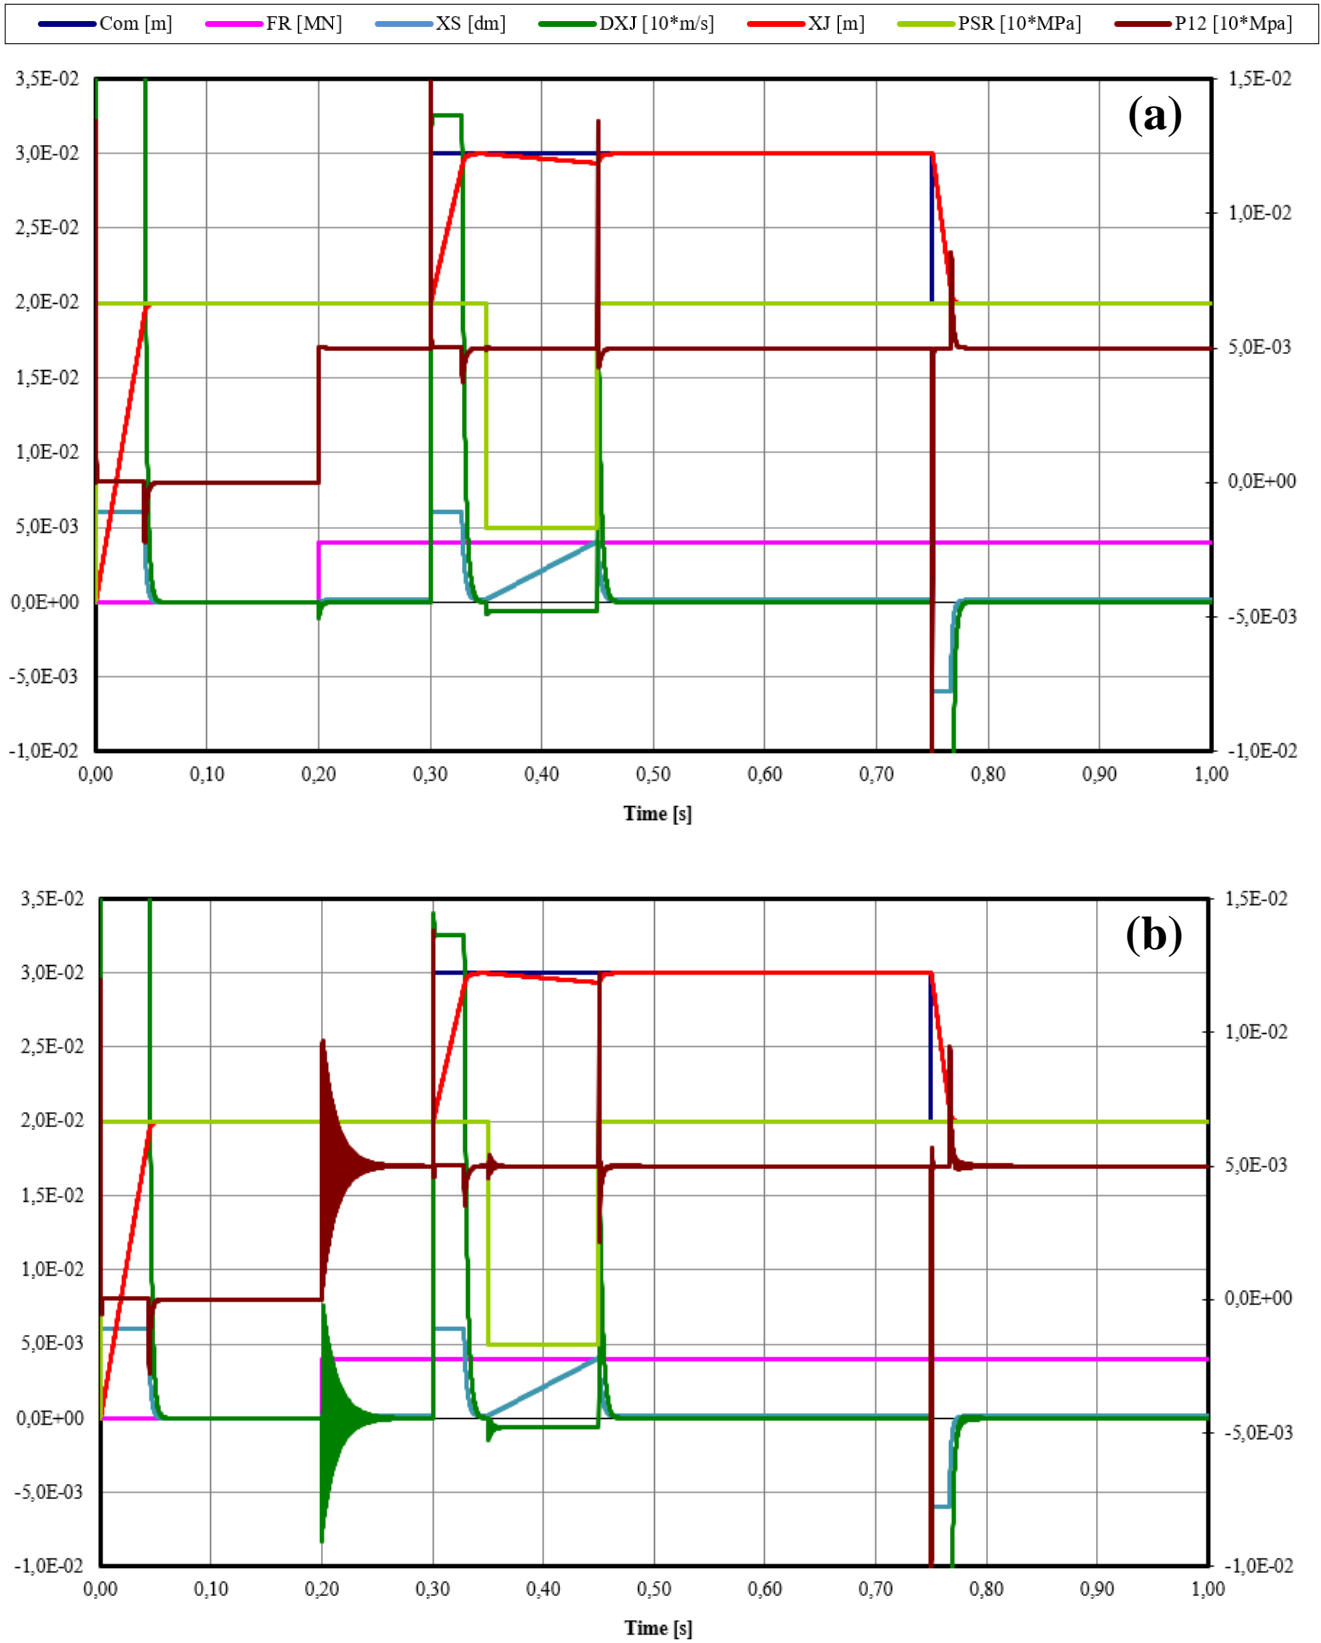 Com [m] FR [MN] XS [dm] DXJ [10*m/s] XJ [m] PSR [10*MPa] P12 [10*Mpa]
(a)
3,5E-02 1,5E-02
3,0E-02
2,5E-02 1,0E-02
2,0E-02
1,5E-02 5,0E-03
1,0E-02 0,0E+00
5,0E-03
0,0E+00 -5,0E-03
-5,0E-03
-1,0E-02 -1,0E-02
0,00 0,10 0,20 0,30 0,40 0,50 0,60 0,70 0,80 0,90 1,00
Time [s]
(b)
3,5E-02 1,5E-02
3,0E-02
2,5E-02 1,0E-02
2,0E-02
1,5E-02 5,0E-03
1,0E-02 0,0E+00
5,0E-03
0,0E+00 -5,0E-03
-5,0E-03
-1,0E-02 -1,0E-02
0,00 0,10 0,20 0,30 0,40 0,50 0,60 0,70 0,80 0,90 1,00
Time [s]